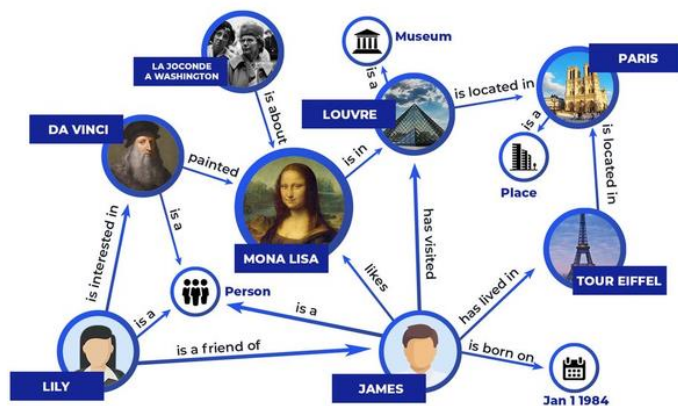 Museum
LA JOCONDE
A WASHINGTON
PARIS
is a
is located in
LOUVRE
DA VINCI
is about
is a
is located in
painted
is in
Place
is a
MONA LISA
has visited
is interested in
TOUR EIFFEL
Person
likes
has lived in
is a
is a
is a friend of
is born on
LILY
JAMES
Jan 1 1984